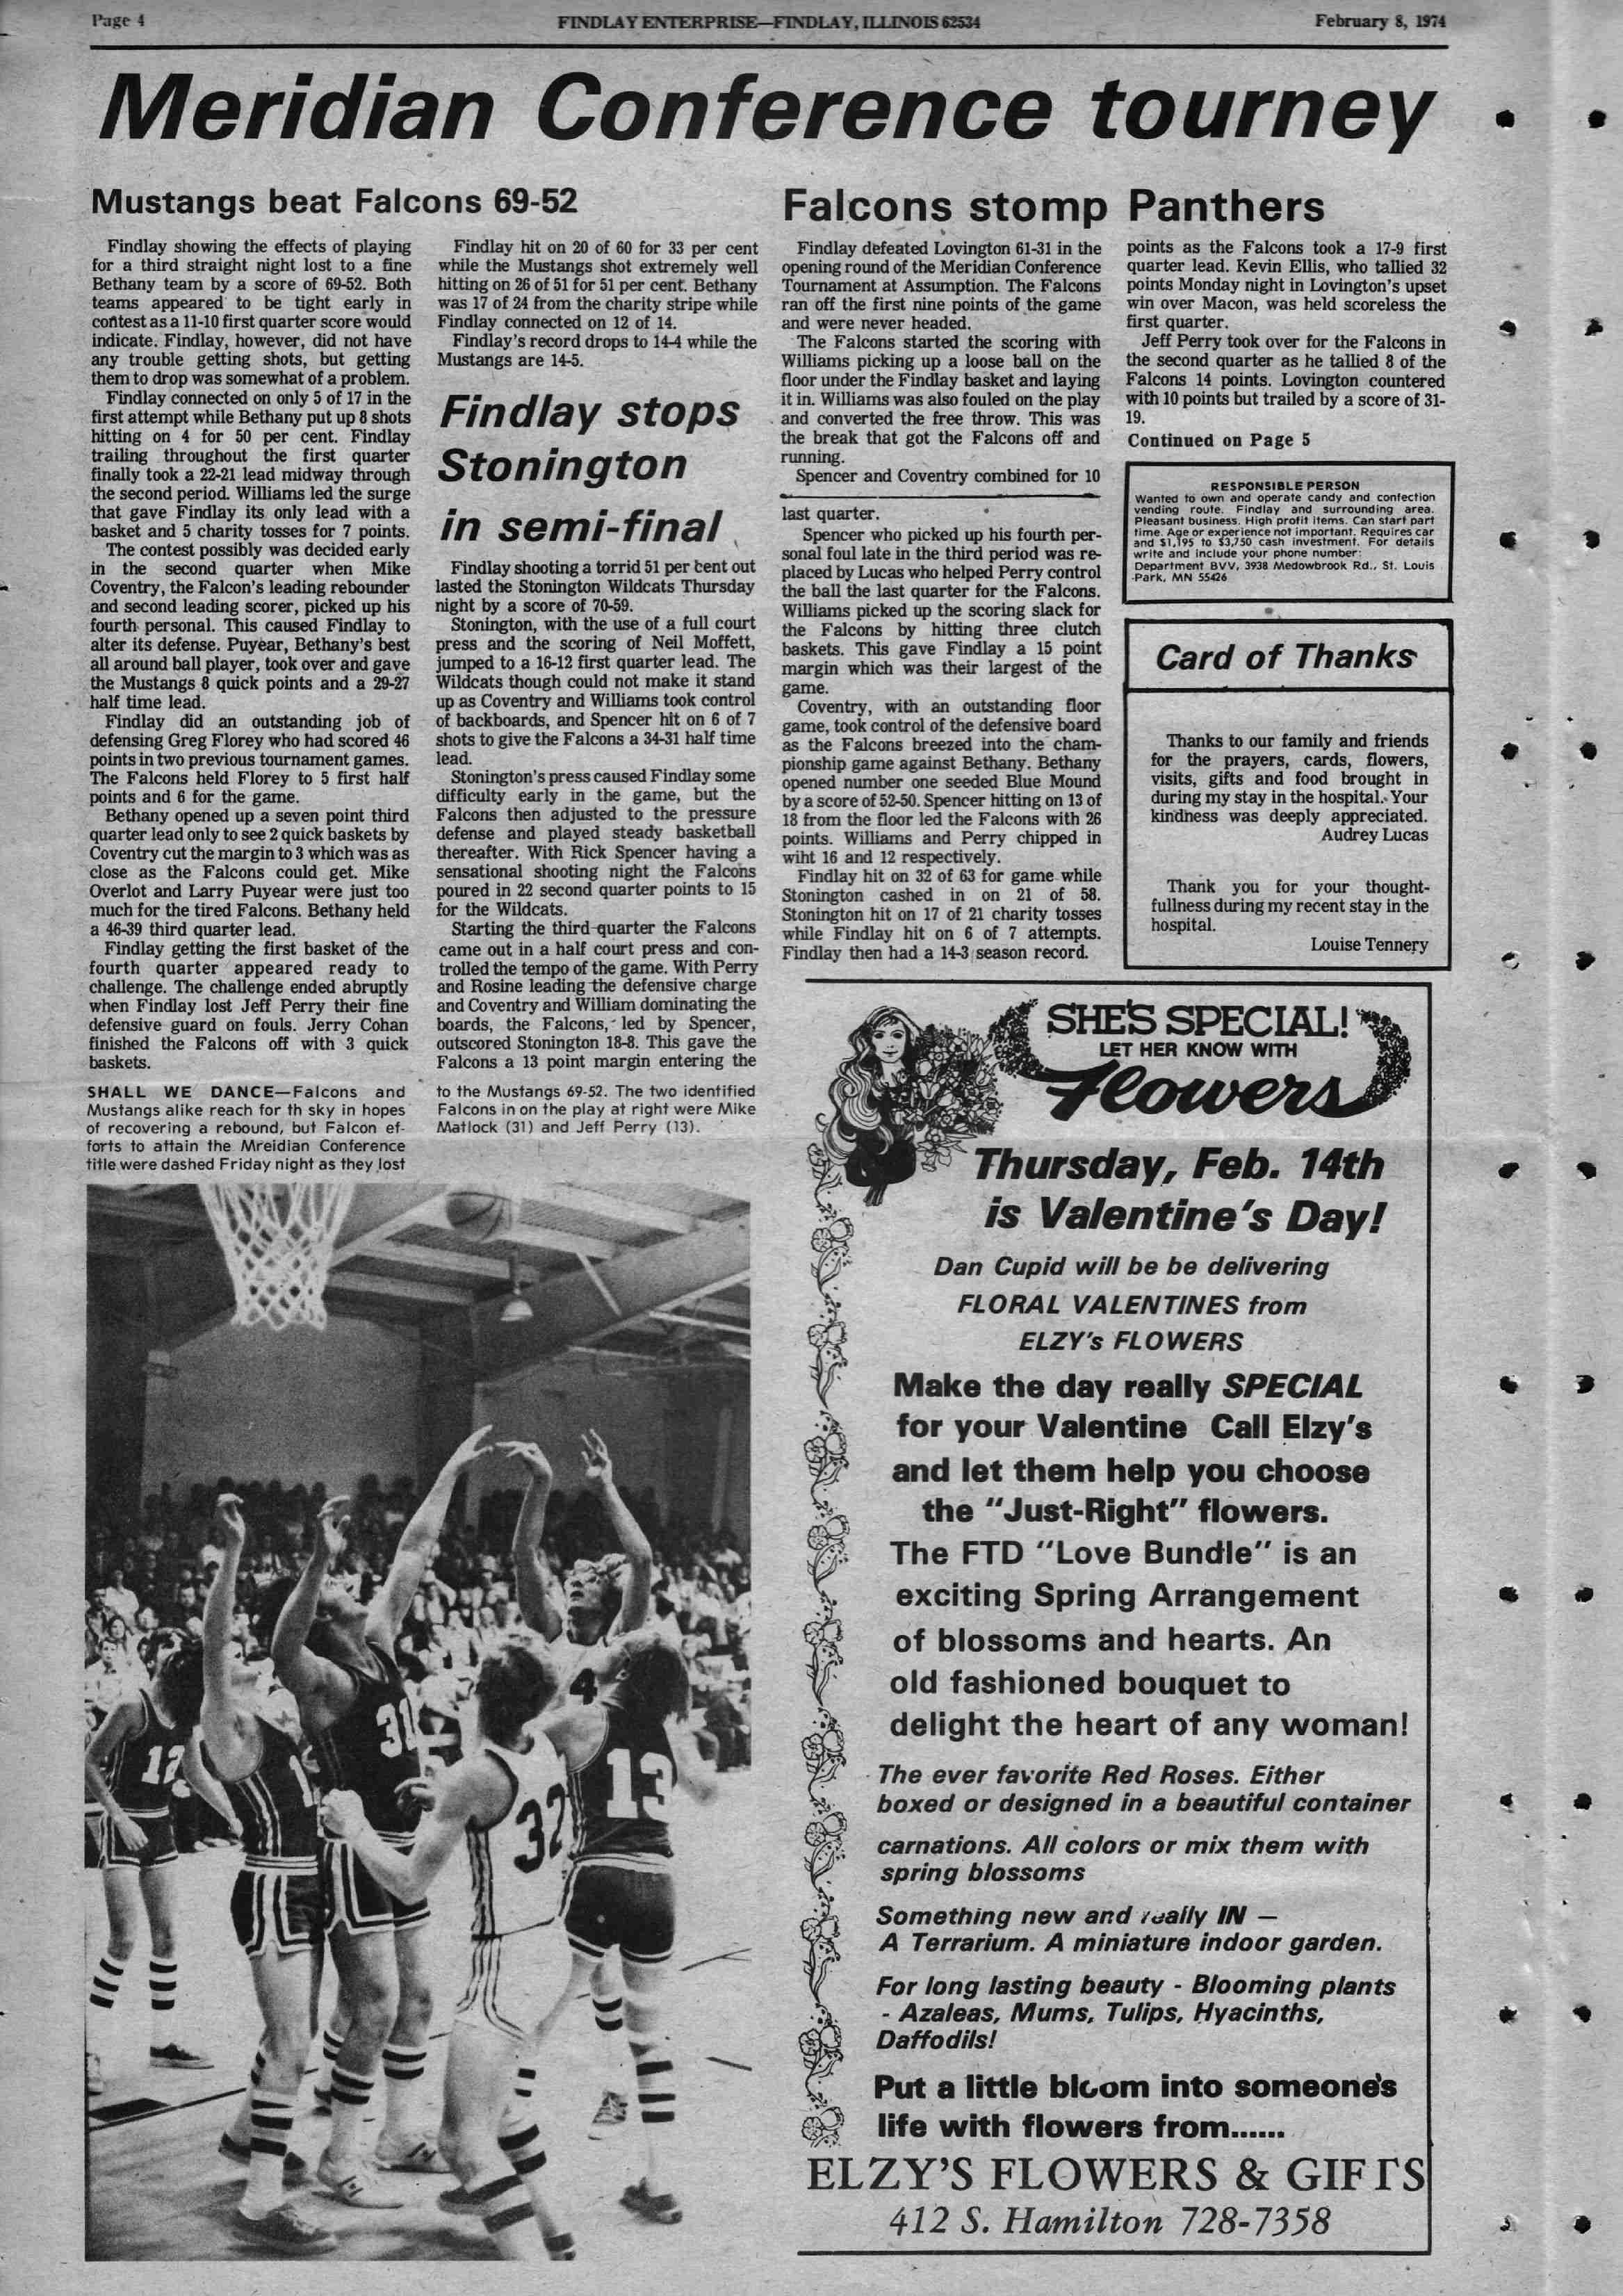 Page 4
FINDLAY ENTERPRISE—FINDLAY, ILLINOIS 62534
February 8, 1974
Meridian Conference tourney
Mustangs beat Falcons 69-52
Findlay showing the effects of playing
for a third straight night lost to a fine
Bethany team by a score of 69-52. Both
teams appeared to be tight early in
contest as a 11-10 first quarter score would
indicate. Findlay, however, did not have
any trouble getting shots, but getting
them to drop was somewhat of a problem.
Findlay connected on only 5 of 17 in the
first attempt while Bethany put up 8 shots
hitting on 4 for 50 per cent. Findlay
trailing throughout the first quarter
finally took a 22-21 lead midway through
the second period. Williams led the surge
that gave Findlay its only lead with a
basket and 5 charity tosses for 7 points.
The contest possibly was decided early
in the second quarter when Mike
Coventry, the Falcon's leading rebounder
and second leading scorer, picked up his
fourth personal. This caused Findlay to
alter its defense. Puyear, Bethany's best
all around ball player, took over and gave
the Mustangs 8 quick points and a 29-27
half time lead.
Findlay did an outstanding job of
defensing Greg Florey who had scored 46
points in two previous tournament games.
The Falcons held Florey to 5 first half
points and 6 for the game.
Bethany opened up a seven point third
quarter lead only to see 2 quick baskets by
Coventry cut the margin to 3 which was as
close as the Falcons could get. Mike
Overlot and Larry Puyear were just too
much for the tired Falcons. Bethany held
a 46-39 third quarter lead.
Findlay getting the first basket of the
fourth quarter appeared ready to
challenge. The challenge ended abruptly
when Findlay lost Jeff Perry their fine
defensive guard on fouls. Jerry Cohan
finished the Falcons off with 3 quick
baskets.
Findlay hit on 20 of 60 for 33 per cent
while the Mustangs shot extremely well
hitting on 26 of 51 for 51 per cent. Bethany
was 17 of 24 from the charity stripe while
Findlay connected on 12 of 14.
Findlay's record drops to 14-4 while the
Mustangs are 14-5.
Findlay stops
Stonington
in semi-final
Findlay shooting a torrid 51 per cent out
lasted the Stonington Wildcats Thursday
night by a score of 70-59.
Stonington, with the use of a full court
press and the scoring of Neil Moffett,
jumped to a 16-12 first quarter lead. The
Wildcats though could not make it stand
up as Coventry and Williams took control
of backboards, and Spencer hit on 6 of 7
shots to give the Falcons a 34-31 half time
lead.
Stonington's press caused Findlay some
difficulty early in the game, but the
Falcons then adjusted to the pressure
defense and played steady basketball
thereafter. With Rick Spencer having a
sensational shooting night the Falcons
poured in 22 second quarter points to 15
for the Wildcats.
Starting the third quarter the Falcons
came out in a half court press and con-
trolled the tempo of the game. With Perry
and Rosine leading the defensive charge
and Coventry and William dominating the
boards, the Falcons, led by Spencer,
outscored Stonington 18-8. This gave the
Falcons a 13 point margin entering the
last quarter.
Spencer who picked up his fourth per-
sonal foul late in the third period was re-
placed by Lucas who helped Perry control
the ball the last quarter for the Falcons.
Williams picked up the scoring slack for
the Falcons by hitting three clutch
baskets. This gave Findlay a 15 point
margin which was their largest of the
game.
Coventry, with an outstanding floor
game, took control of the defensive board
as the Falcons breezed into the cham-
pionship game against Bethany. Bethany
opened number one seeded Blue Mound
by a score of 52-50. Spencer hitting on 13 of
18 from the floor led the Falcons with 26
points. Williams and Perry chipped in
wiht 16 and 12 respectively.
Findlay hit on 32 of 63 for game while
Stonington cashed in on 21 of 58.
Stonington hit on 17 of 21 charity tosses
while Findlay hit on 6 of 7 attempts.
Findlay then had a 14-3 season record.
Falcons stomp Panthers
Findlay defeated Lovington 61-31 in the
opening round of the Meridian Conference
Tournament at Assumption. The Falcons
ran off the first nine points of the game
and were never headed.
The Falcons started the scoring with
Williams picking up a loose ball on the
floor under the Findlay basket and laying
it in. Williams was also fouled on the play
and converted the free throw. This was
the break that got the Falcons off and
running.
Spencer and Coventry combined for 10
points as the Falcons took a 17-9 first
quarter lead. Kevin Ellis, who tallied 32
points Monday night in Lovington's upset
win over Macon, was held scoreless the
first quarter.
Jeff Perry took over for the Falcons in
the second quarter as he tallied 8 of the
Falcons 14 points. Lovington countered
with 10 points but trailed by a score of 31-
19.
Continued on Page 5
RESPONSIBLE PERSON
Wanted to own and operate candy and confection
vending route. Findlay and surrounding area.
Pleasant business. High profit items. Can start part
time. Age or experience not important. Requires car
and $1,195 to $3,750 cash investment. For details
write and include your phone number:
Department BVV, 3938 Medowbrook Rd., St. Louis
Park, MN 55426
Card of Thanks
Thanks to our family and friends
for the prayers, cards, flowers,
visits, gifts and food brought in
during my stay in the hospital. Your
kindness was deeply appreciated.
Audrey Lucas
Thank you for your thought-
fullness during my recent stay in the
hospital.
Louise Tennery
SHALL WE DANCE—Falcons and
Mustangs alike reach for th sky in hopes
of recovering a rebound, but Falcon ef-
forts to attain the Mreidian Conference
title were dashed Friday night as they lost
to the Mustangs 69-52. The two identified
Falcons in on the play at right were Mike
Matlock (31) and Jeff Perry (13).
12
31
4
32
13
SHE'S SPECIAL!
LET HER KNOW WITH
Flowers
Thursday, Feb. 14th
is Valentine's Day!
Dan Cupid will be be delivering
FLORAL VALENTINES from
ELZY's FLOWERS
Make the day really SPECIAL
for your Valentine Call Elzy's
and let them help you choose
the "Just-Right" flowers.
The FTD "Love Bundle" is an
exciting Spring Arrangement
of blossoms and hearts. An
old fashioned bouquet to
delight the heart of any woman!
The ever favorite Red Roses. Either
boxed or designed in a beautiful container
carnations. All colors or mix them with
spring blossoms
Something new and really IN —
A Terrarium. A miniature indoor garden.
For long lasting beauty - Blooming plants
- Azaleas, Mums, Tulips, Hyacinths,
Daffodils!
Put a little bloom into someone's
life with flowers from......
ELZY'S FLOWERS & GIFTS
412 S. Hamilton 728-7358